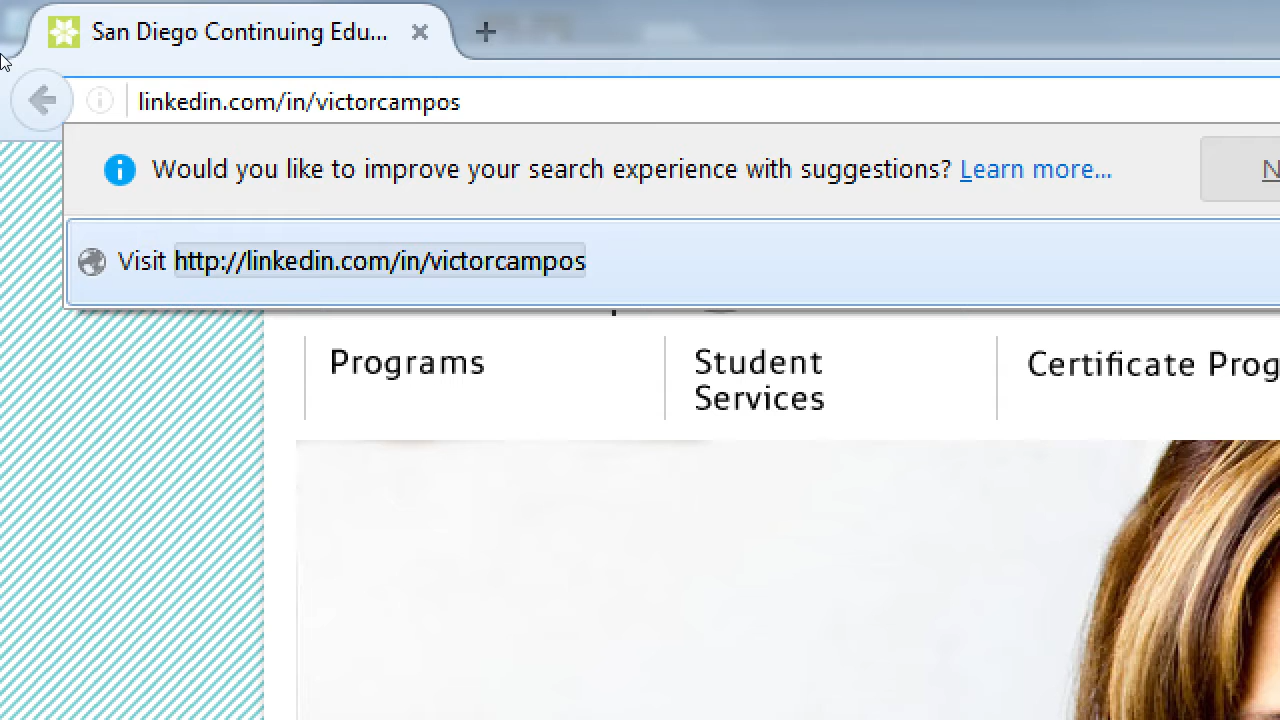 San Diego Continuing Edu...
linkedin.com/in/victorcampos
Would you like to improve your search experience with suggestions? Learn more...
Visit http://linkedin.com/in/victorcampos
Programs
Student
Services
Certificate Prog